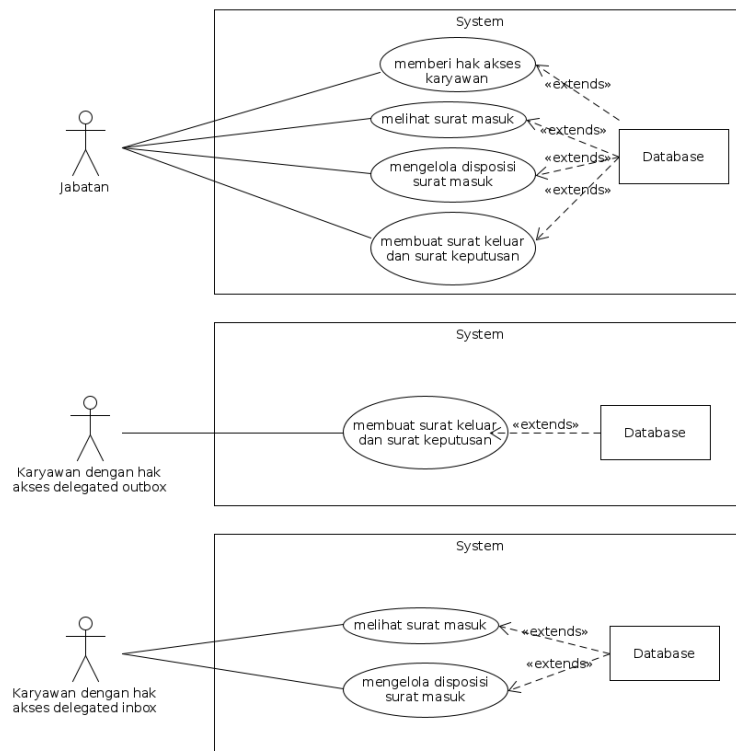 System
memberi hak akses
karyawan
«extends»
melihat surat masuk
«extends»
mengelola disposisi
surat masuk
«extends»
Database
«extends»
membuat surat keluar
dan surat keputusan
Jabatan
System
membuat surat keluar
dan surat keputusan
«extends»
Database
Karyawan dengan hak
akses delegated outbox
System
melihat surat masuk
«extends»
Database
«extends»
mengelola disposisi
surat masuk
Karyawan dengan hak
akses delegated inbox